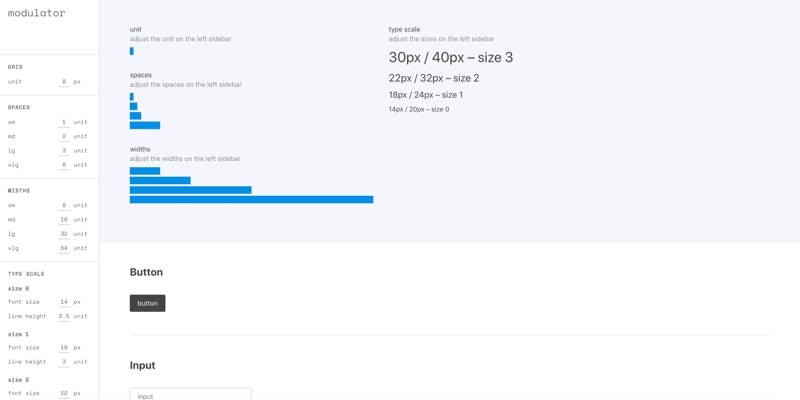 modulator
GRID
unit 8 px
SPACES
sm 1 unit
md 2 unit
lg 3 unit
xlg 8 unit
WIDTHS
sm 8 unit
md 16 unit
lg 32 unit
xlg 64 unit
TYPE SCALE
size 0
font size 14 px
line height 2.5 unit
size 1
font size 18 px
line height 3 unit
size 2
font size 22 px
unit
adjust the unit on the left sidebar
spaces
adjust the spaces on the left sidebar
widths
adjust the widths on the left sidebar
type scale
adjust the sizes on the left sidebar
30px / 40px – size 3
22px / 32px – size 2
18px / 24px – size 1
14px / 20px – size 0
Button
button
Input
input